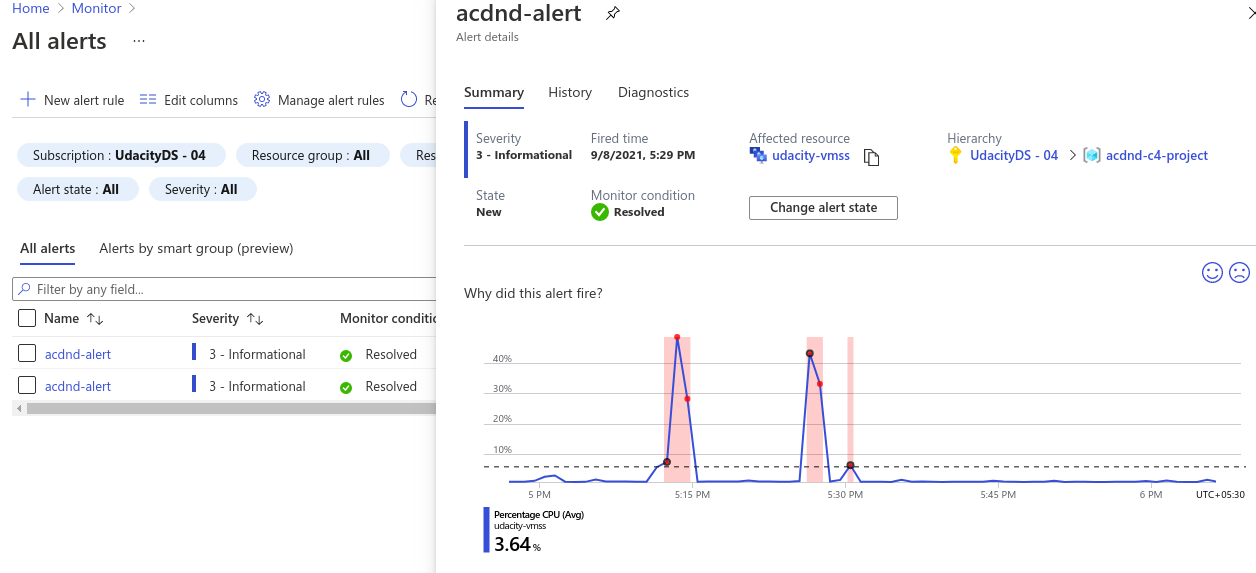 Home > Monitor >
All alerts ...
New alert rule Edit columns Manage alert rules Re
Subscription : UdacityDS - 04 Resource group : All Res
Alert state : All Severity : All
All alerts Alerts by smart group (preview)
Filter by any field...
Name ↑↓ Severity ↑↓ Monitor conditio
acdnd-alert 3 - Informational Resolved
acdnd-alert 3 - Informational Resolved
acdnd-alert
Alert details
Summary History Diagnostics
Severity Fired time Affected resource Hierarchy
3 - Informational 9/8/2021, 5:29 PM udacity-vmss UdacityDS - 04 > acdnd-c4-project
State Monitor condition
New Resolved Change alert state
Why did this alert fire?
40%
30%
20%
10%
5 PM 5:15 PM 5:30 PM 5:45 PM 6 PM UTC+05:30
Percentage CPU (Avg)
udacity-vmss
3.64 %